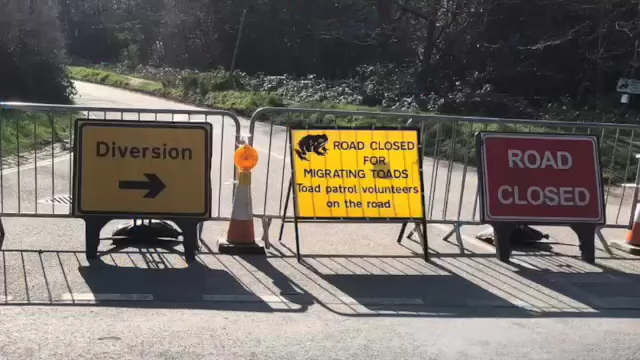 Diversion
ROAD CLOSED
FOR
MIGRATING TOADS
Toad patrol volunteers
on the road
ROAD
CLOSED